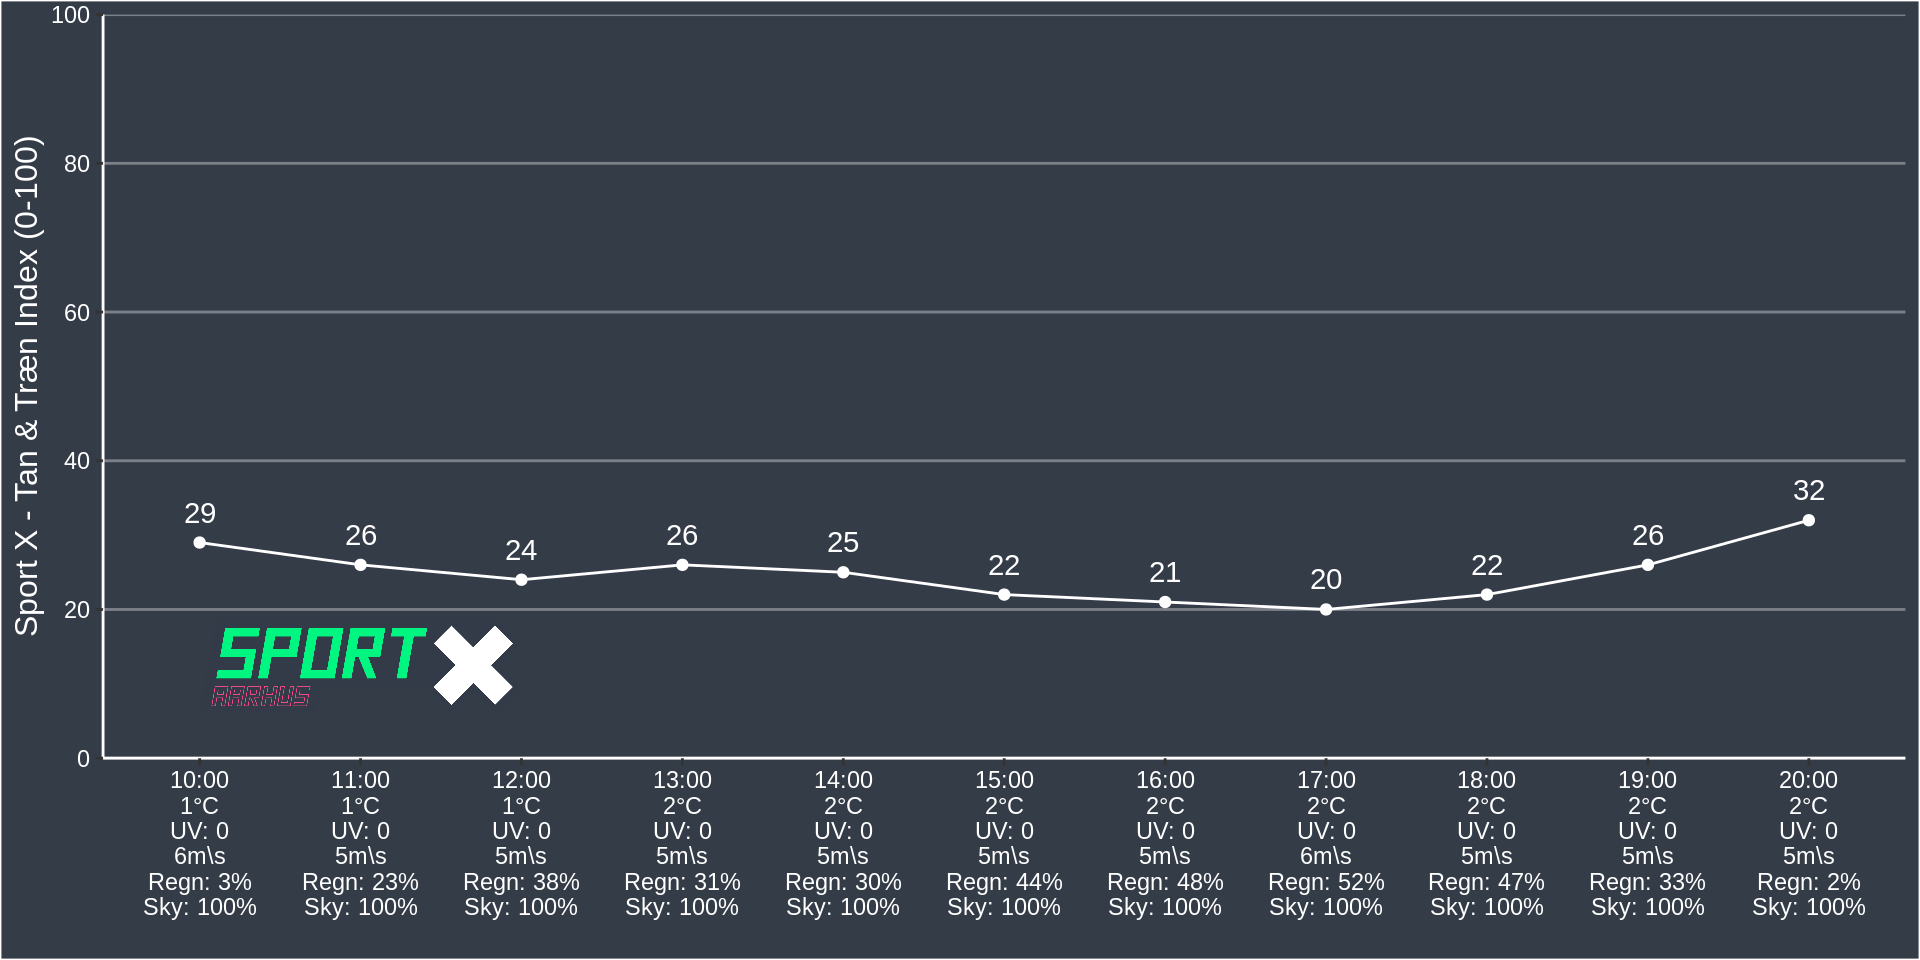 Sport X - Tan & Træn Index (0-100)
100
80
60
40
20
0
29
26
24
26
25
22
21
20
22
26
32
SPORT X
AARHUS
10:00 11:00 12:00 13:00 14:00 15:00 16:00 17:00 18:00 19:00 20:00
1°C 1°C 1°C 2°C 2°C 2°C 2°C 2°C 2°C 2°C 2°C
UV: 0 UV: 0 UV: 0 UV: 0 UV: 0 UV: 0 UV: 0 UV: 0 UV: 0 UV: 0 UV: 0
6m\s 5m\s 5m\s 5m\s 5m\s 5m\s 5m\s 6m\s 5m\s 5m\s 5m\s
Regn: 3% Regn: 23% Regn: 38% Regn: 31% Regn: 30% Regn: 44% Regn: 48% Regn: 52% Regn: 47% Regn: 33% Regn: 2%
Sky: 100% Sky: 100% Sky: 100% Sky: 100% Sky: 100% Sky: 100% Sky: 100% Sky: 100% Sky: 100% Sky: 100% Sky: 100%